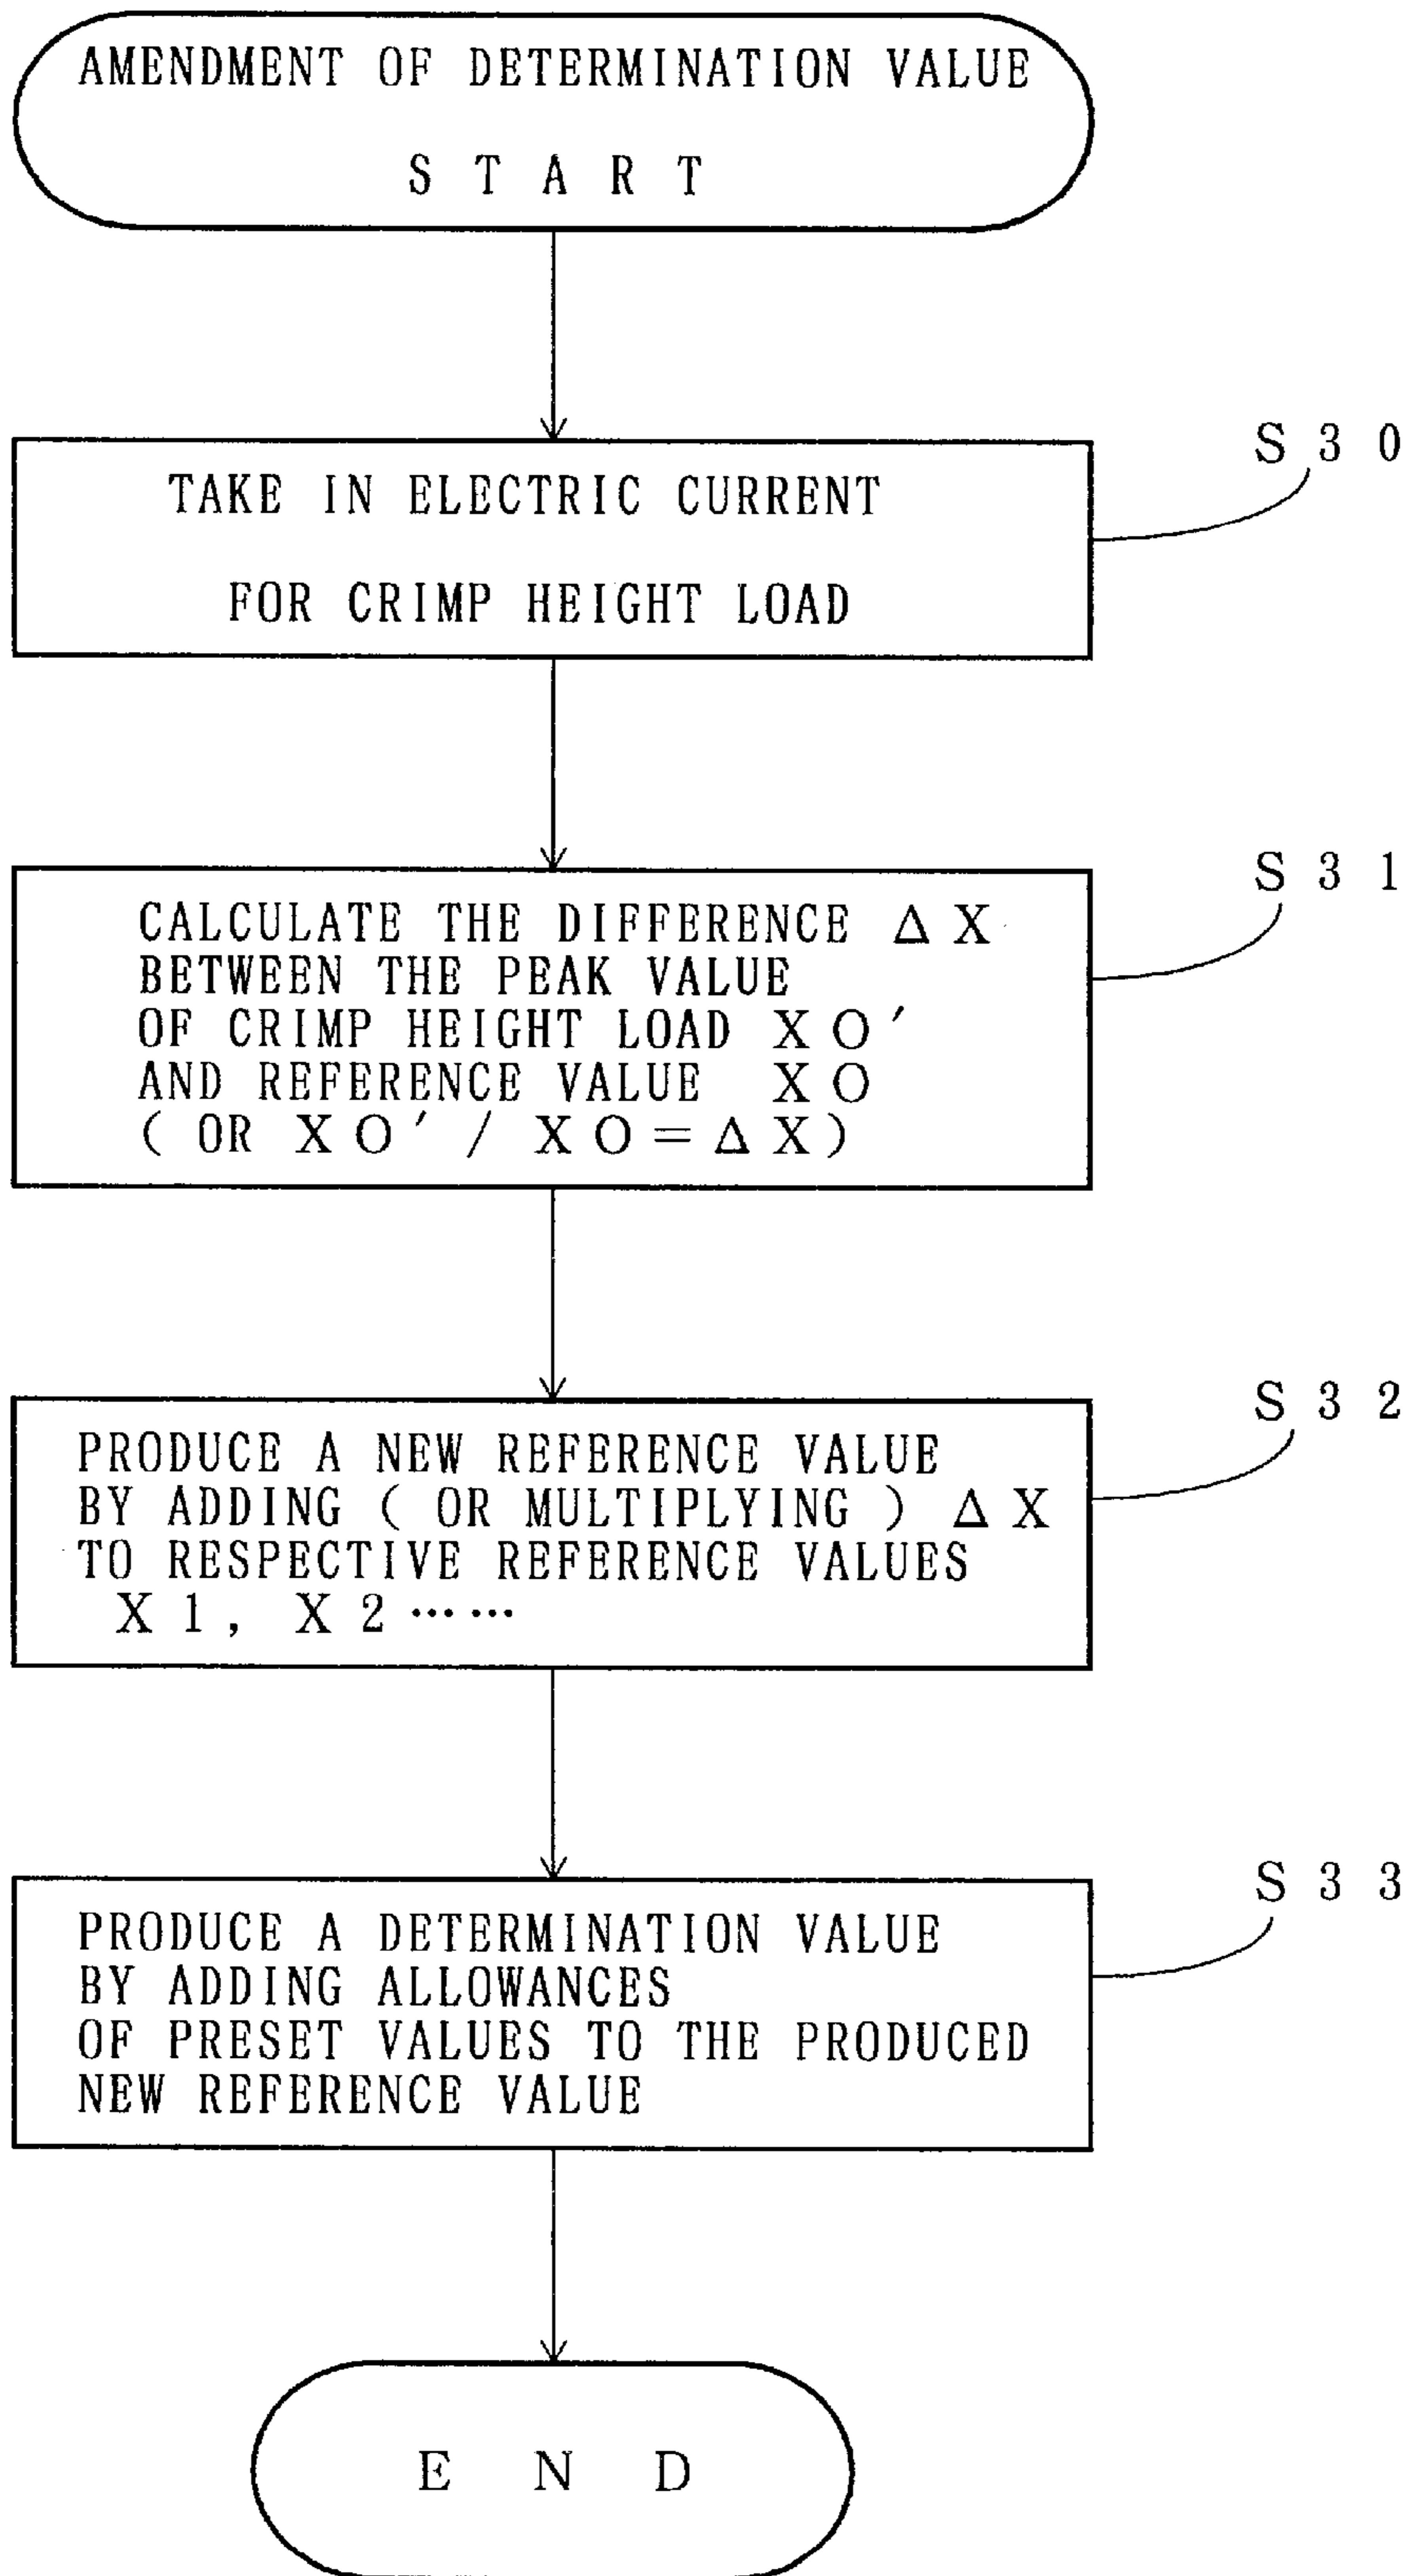 AMENDMENT OF DETERMINATION VALUE
START
S30
TAKE IN ELECTRIC CURRENT
FOR CRIMP HEIGHT LOAD
S31
CALCULATE THE DIFFERENCE ΔX
BETWEEN THE PEAK VALUE
OF CRIMP HEIGHT LOAD XO'
AND REFERENCE VALUE XO
(OR XO'/XO=ΔX)
S32
PRODUCE A NEW REFERENCE VALUE
BY ADDING (OR MULTIPLYING) ΔX
TO RESPECTIVE REFERENCE VALUES
X1, X2……
S33
PRODUCE A DETERMINATION VALUE
BY ADDING ALLOWANCES
OF PRESET VALUES TO THE PRODUCED
NEW REFERENCE VALUE
END